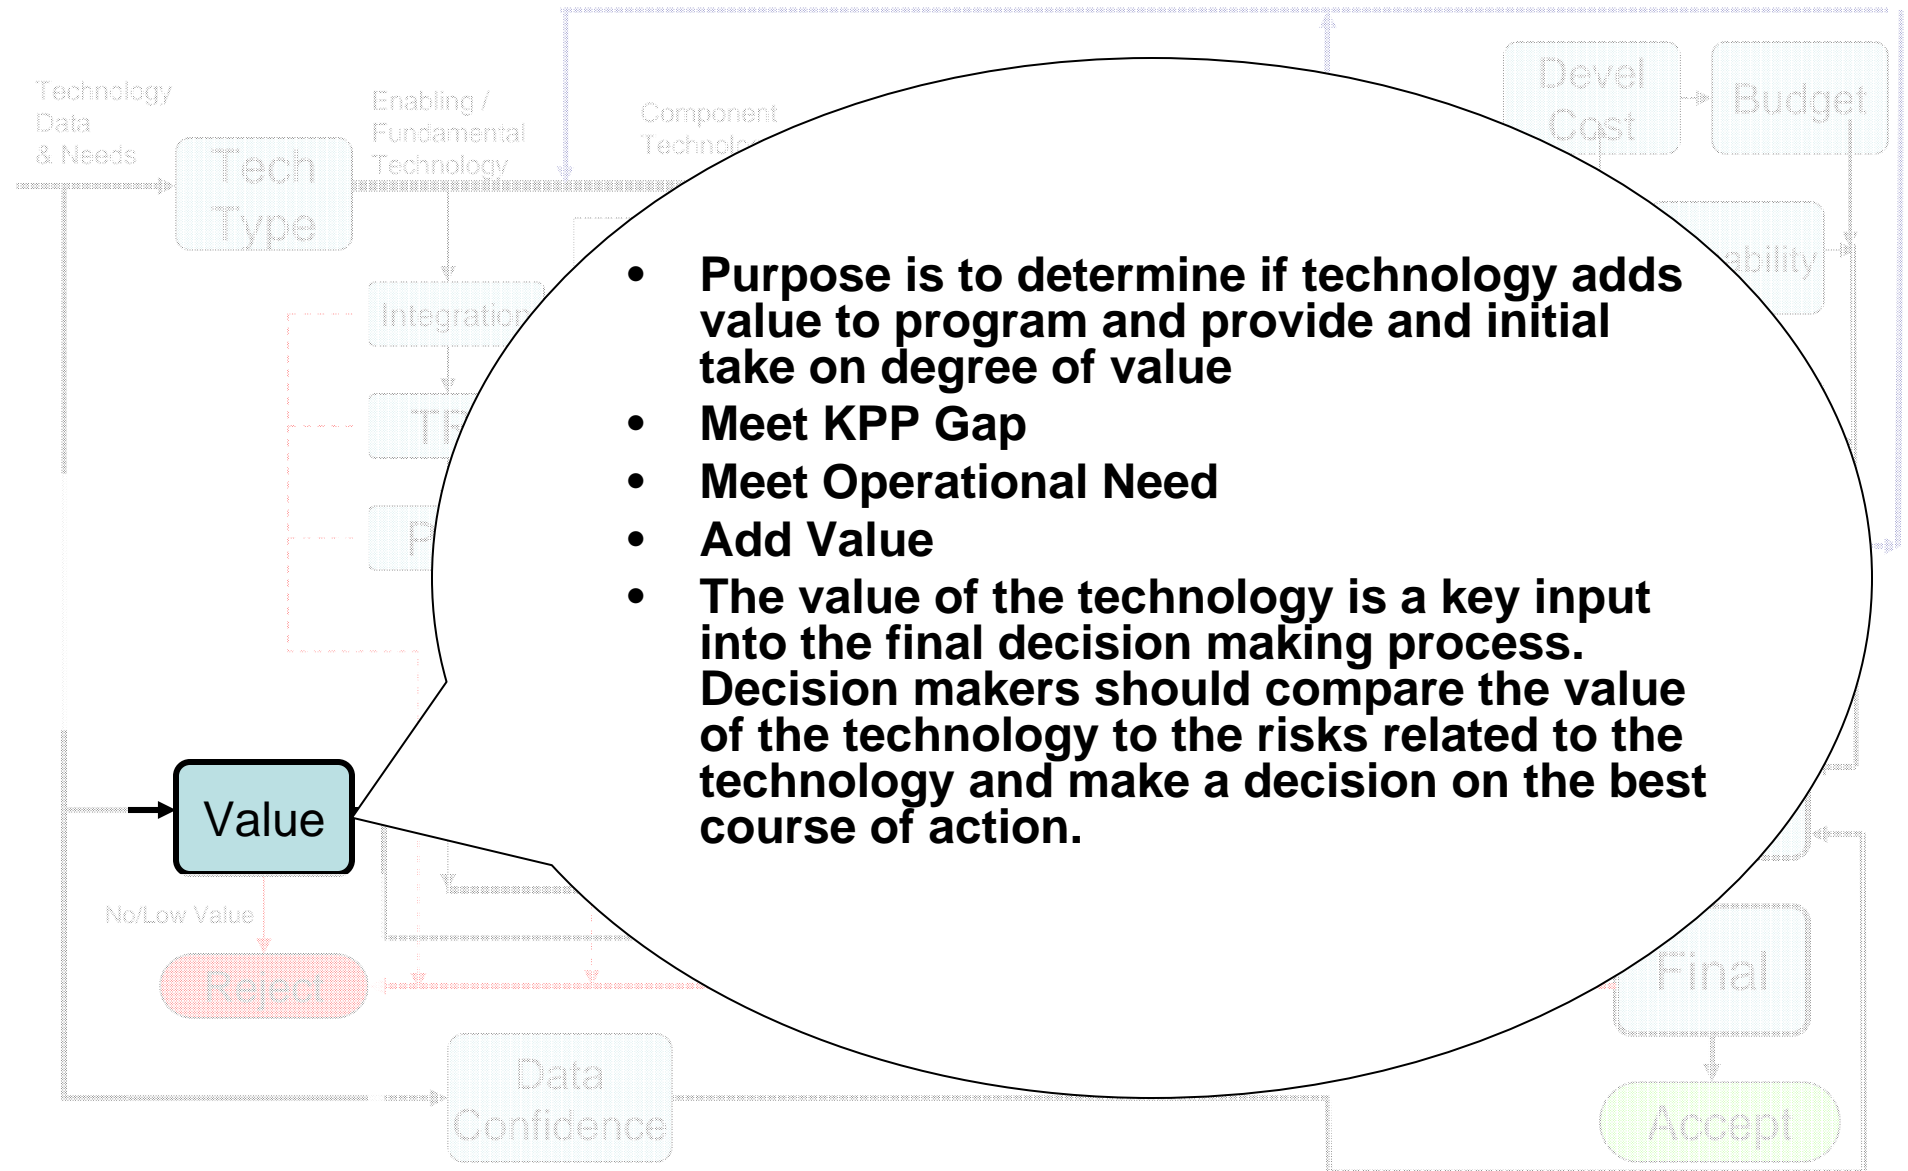 Technology
Data
& Needs
Tech
Type
Enabling /
Fundamental
Technology
Component
Devel
Cost
Budget
Integration
• Purpose is to determine if technology adds
value to program and provide and initial
take on degree of value
• Meet KPP Gap
• Meet Operational Need
• Add Value
• The value of the technology is a key input
into the final decision making process.
Decision makers should compare the value
of the technology to the risks related to the
technology and make a decision on the best
course of action.
Value
No/Low Value
Reject
Final
Data
Confidence
Accept